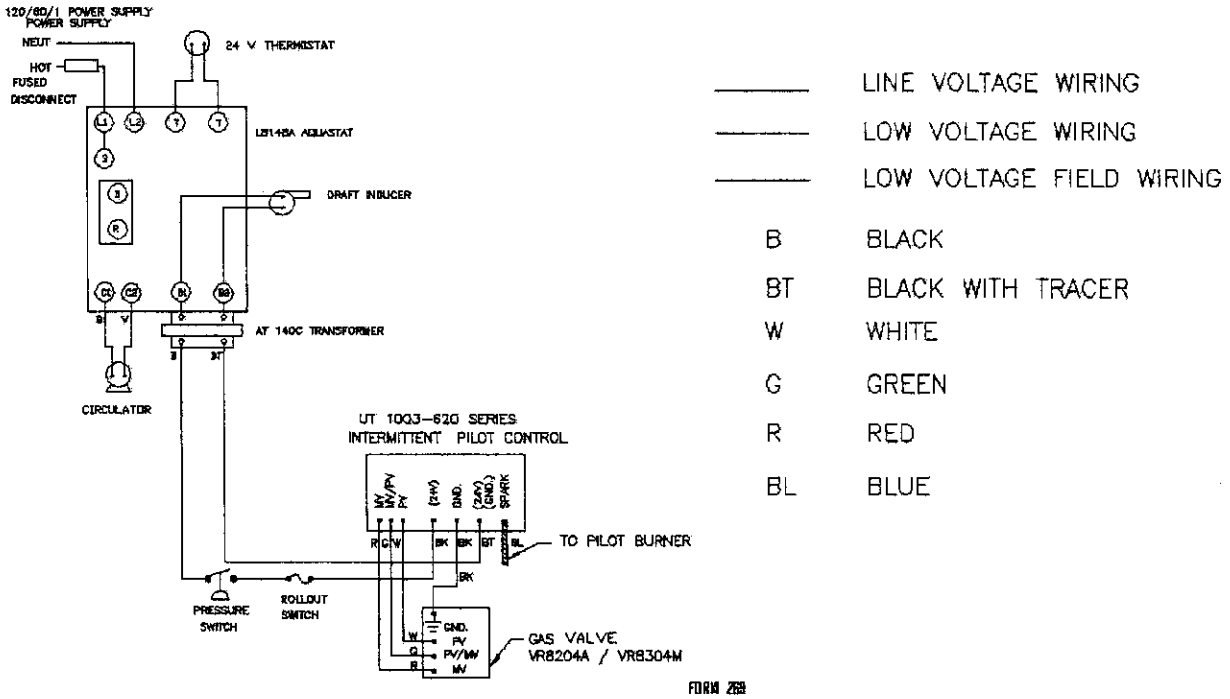 120/60/1 POWER SUPPLY
POWER SUPPLY
NEUT
HOT
FUSED
DISCONNECT
24 V THERMOSTAT
L1
L2
T
T
L8148A AQUASTAT
B
R
DRAFT INDUCER
C1
C2
B1
B2
AT 140C TRANSFORMER
B
BT
CIRCULATOR
UT 1003-620 SERIES
INTERMITTENT PILOT CONTROL
MV
MV/PV
PV
(24V)
GND.
(24V)
(GND.)
SPARK
R
G
W
BK
BK
BT
BL
TO PILOT BURNER
BK
PRESSURE
SWITCH
ROLLOUT
SWITCH
GND.
W
PV
G
PV/MV
R
MV
GAS VALVE
VR8204A / VR8304M
FORM 269
LINE VOLTAGE WIRING
LOW VOLTAGE WIRING
LOW VOLTAGE FIELD WIRING
B BLACK
BT BLACK WITH TRACER
W WHITE
G GREEN
R RED
BL BLUE